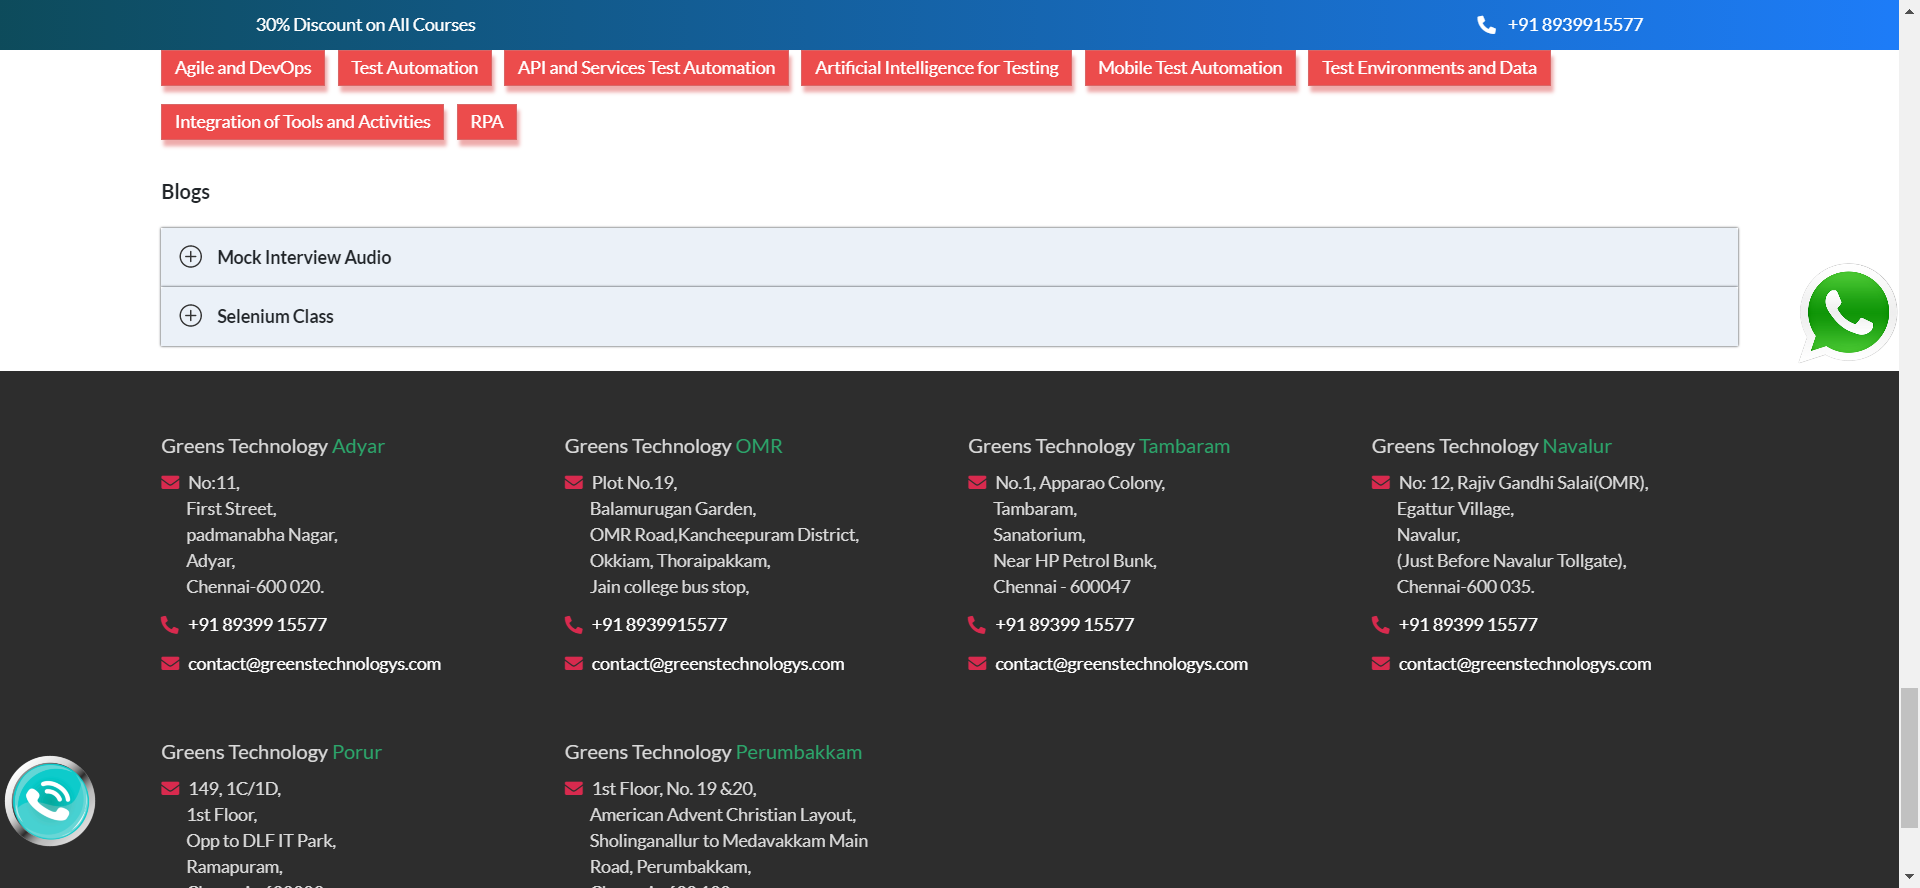 30% Discount on All Courses
+91 8939915577
Agile and DevOps
Test Automation
API and Services Test Automation
Artificial Intelligence for Testing
Mobile Test Automation
Test Environments and Data
Integration of Tools and Activities
RPA
Blogs
Mock Interview Audio
Selenium Class
Greens Technology Adyar
No:11,
First Street,
padmanabha Nagar,
Adyar,
Chennai-600 020.
+91 89399 15577
contact@greenstechnologys.com
Greens Technology OMR
Plot No.19,
Balamurugan Garden,
OMR Road,Kancheepuram District,
Okkiam, Thoraipakkam,
Jain college bus stop,
+91 8939915577
contact@greenstechnologys.com
Greens Technology Tambaram
No.1, Apparao Colony,
Tambaram,
Sanatorium,
Near HP Petrol Bunk,
Chennai - 600047
+91 89399 15577
contact@greenstechnologys.com
Greens Technology Navalur
No: 12, Rajiv Gandhi Salai(OMR),
Egattur Village,
Navalur,
(Just Before Navalur Tollgate),
Chennai-600 035.
+91 89399 15577
contact@greenstechnologys.com
Greens Technology Porur
149, 1C/1D,
1st Floor,
Opp to DLF IT Park,
Ramapuram,
Greens Technology Perumbakkam
1st Floor, No. 19 &20,
American Advent Christian Layout,
Sholinganallur to Medavakkam Main
Road, Perumbakkam,